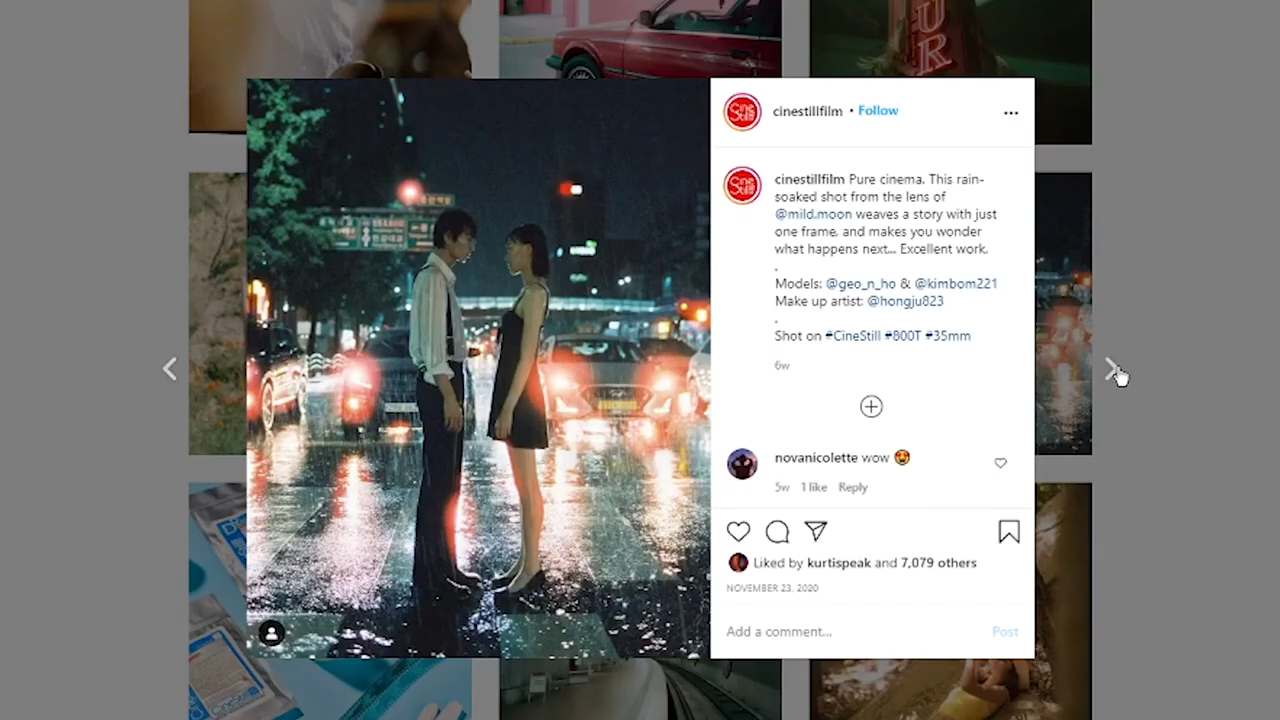 UR
cinestillfilm • Follow
cinestillfilm Pure cinema. This rain-
soaked shot from the lens of
@mild.moon weaves a story with just
one frame, and makes you wonder
what happens next... Excellent work.
.
Models: @geo_n_ho & @kimbom221
Make up artist: @hongju823
.
Shot on #CineStill #800T #35mm
6w
novanicolette wow 😍
5w 1 like Reply
Liked by kurtispeak and 7,079 others
NOVEMBER 23, 2020
Add a comment...
Post